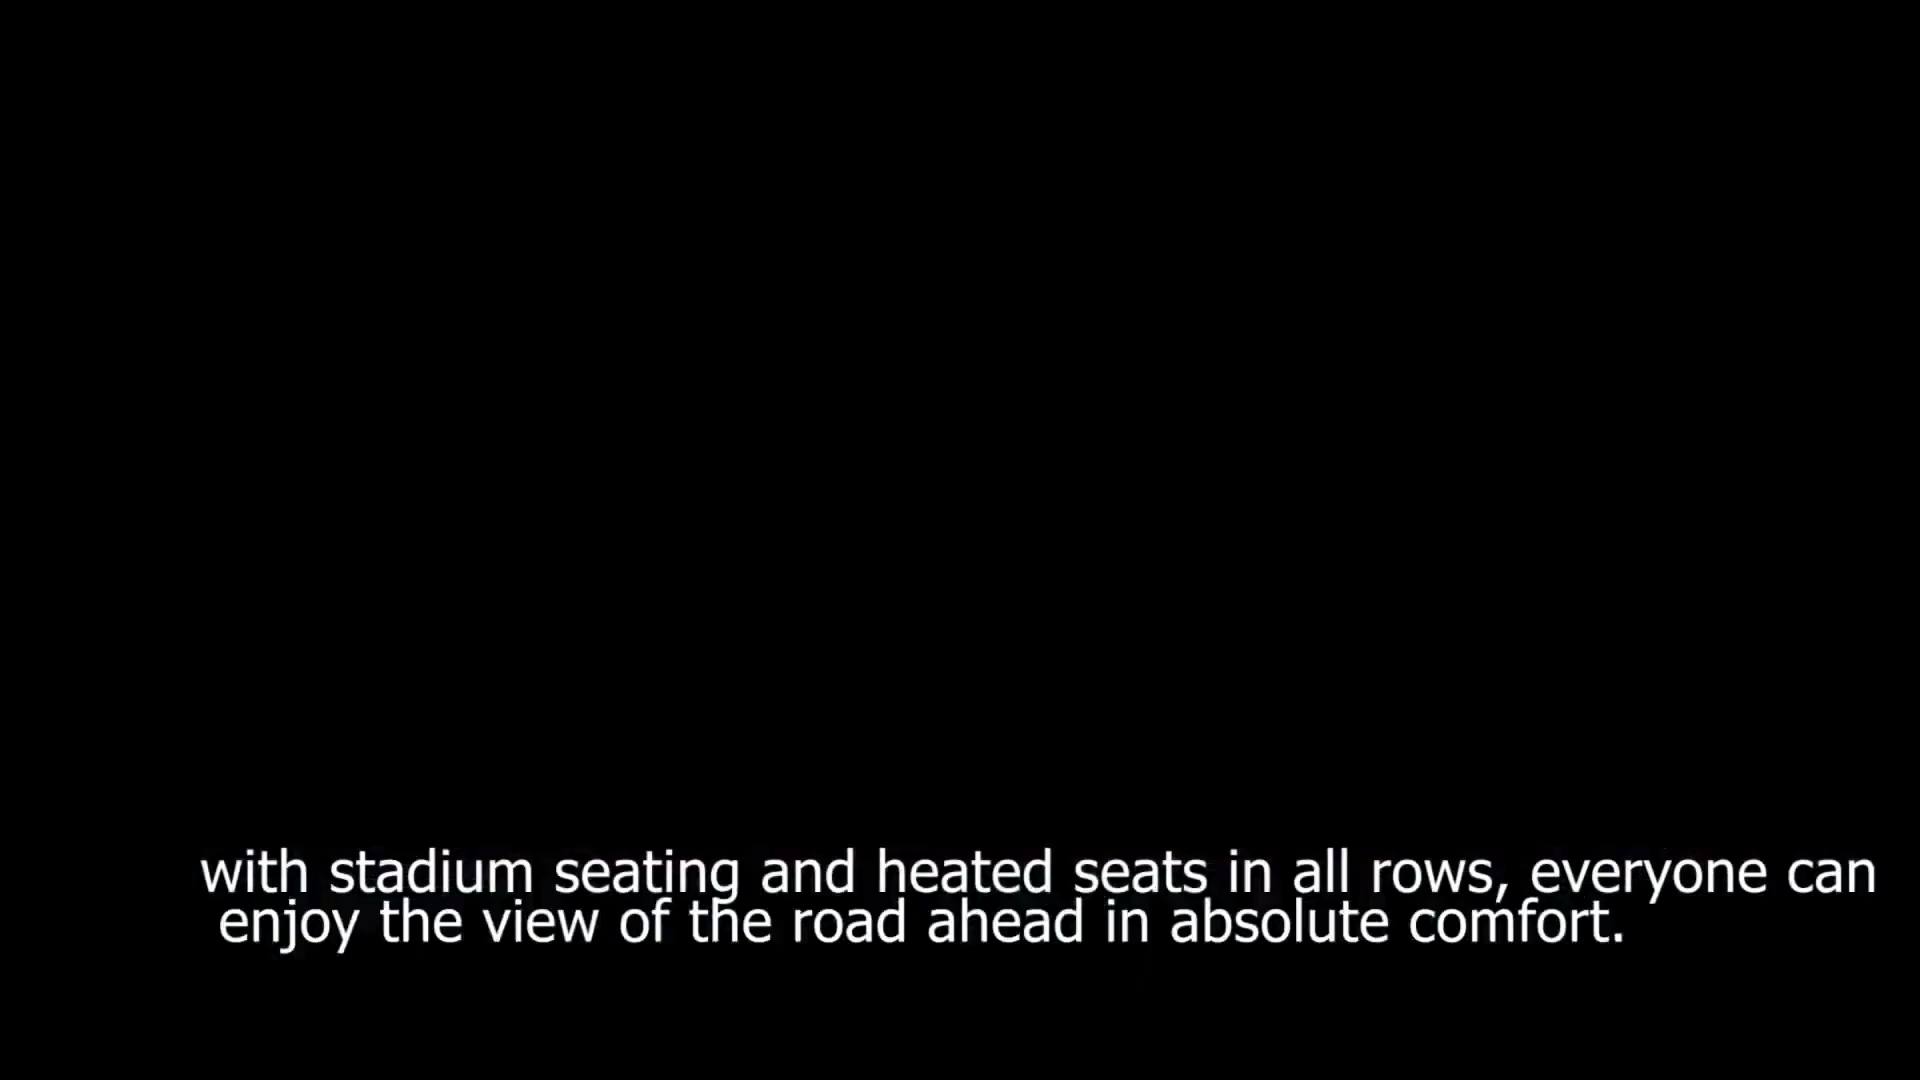 with stadium seating and heated seats in all rows, everyone can
enjoy the view of the road ahead in absolute comfort.